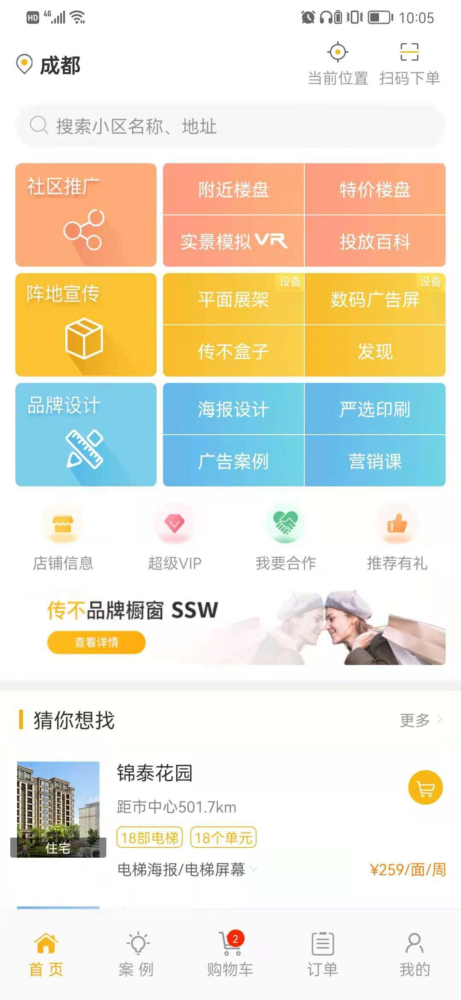 HD 4G 10:05
成都
当前位置 扫码下单
搜索小区名称、地址
社区推广
附近楼盘 特价楼盘
实景模拟VR 投放百科
阵地宣传
设备 设备
平面展架 数码广告屏
传不盒子 发现
品牌设计
海报设计 严选印刷
广告案例 营销课
店铺信息 超级VIP 我要合作 推荐有礼
传不品牌橱窗 SSW
查看详情
猜你想找 更多
锦泰花园
距市中心501.7km
18部电梯 18个单元
住宅
电梯海报/电梯屏幕 ¥259/面/周
2
首页 案例 购物车 订单 我的